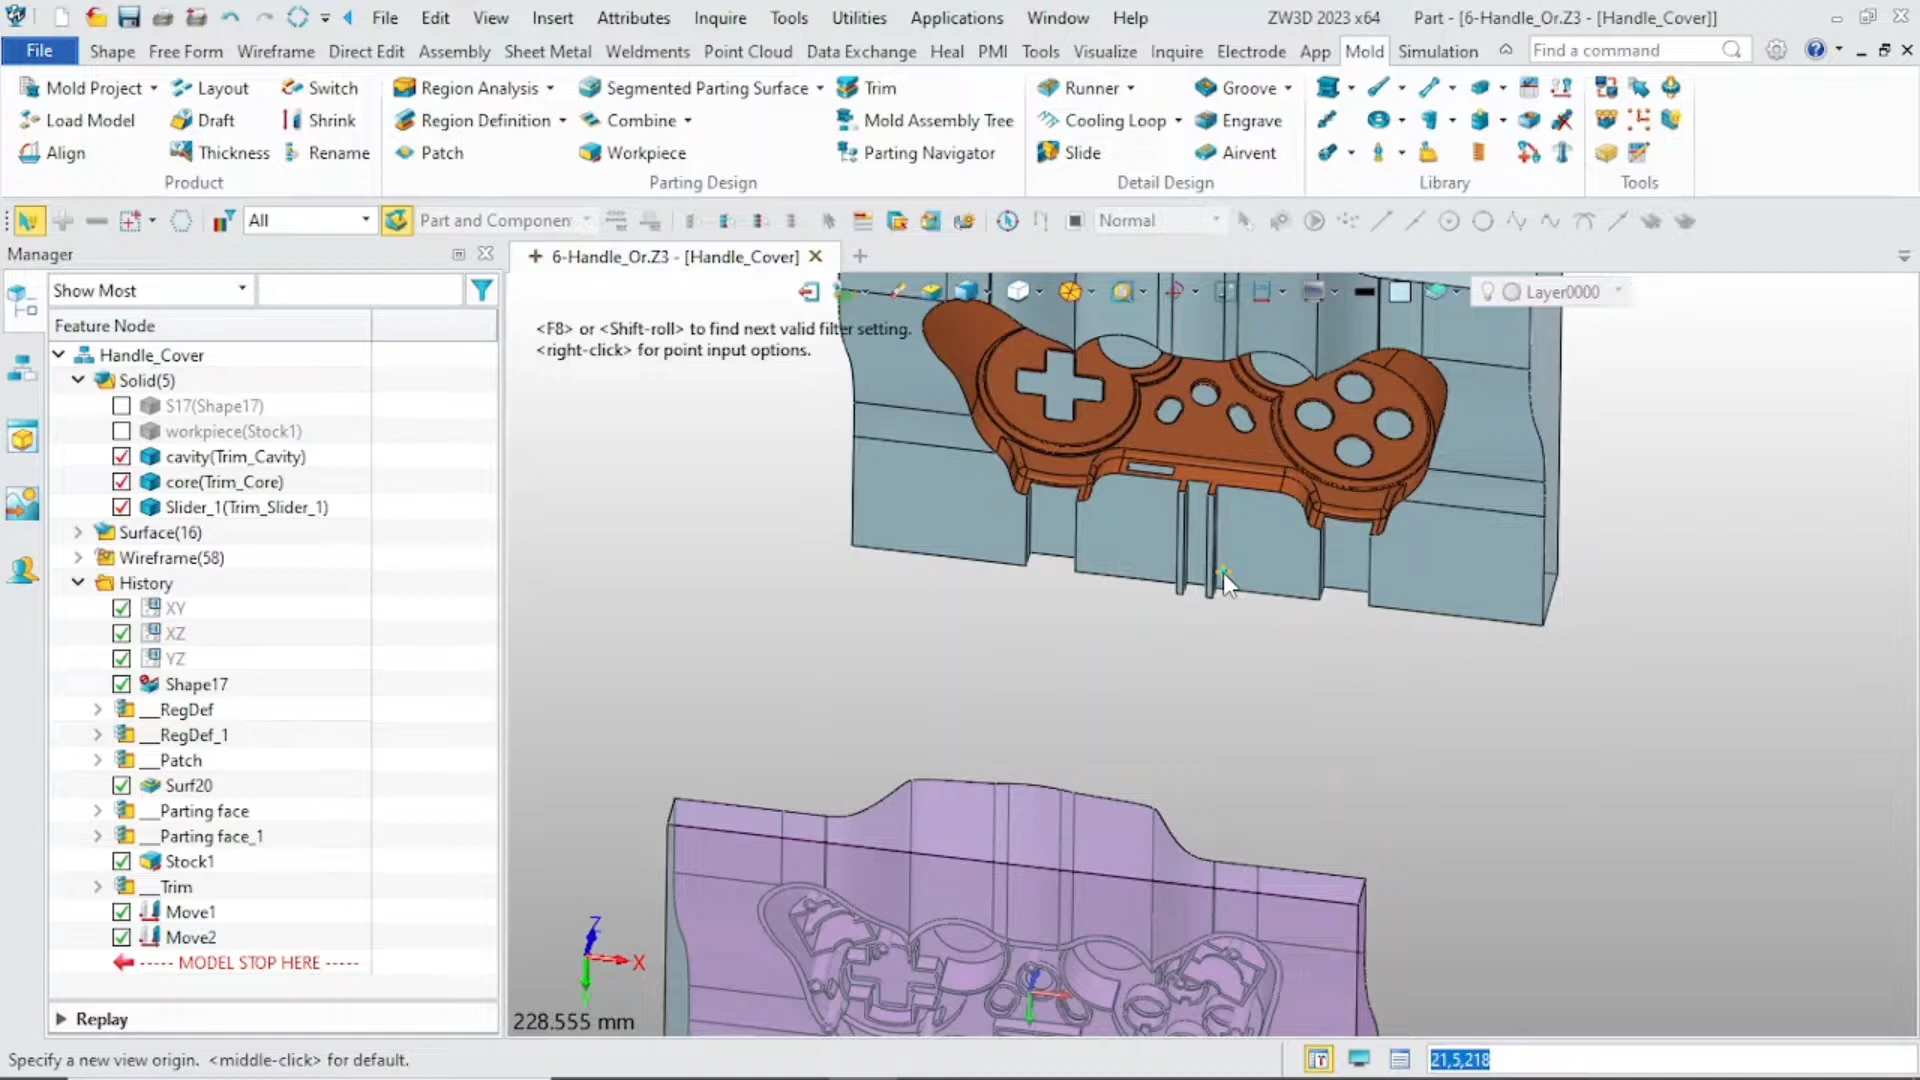 File Edit View Insert Attributes Inquire Tools Utilities Applications Window Help ZW3D 2023 x64 Part - [6-Handle_Or.Z3 - [Handle_Cover]]
File Shape Free Form Wireframe Direct Edit Assembly Sheet Metal Weldments Point Cloud Data Exchange Heal PMI Tools Visualize Inquire Electrode App Mold Simulation Find a command
Mold Project Layout Switch Region Analysis Segmented Parting Surface Trim Runner Groove
Load Model Draft Shrink Region Definition Combine Mold Assembly Tree Cooling Loop Engrave
Align Thickness Rename Patch Workpiece Parting Navigator Slide Airvent
Product Parting Design Detail Design Library Tools
All Part and Componen Normal
Manager 6-Handle_Or.Z3 - [Handle_Cover]
Show Most Layer0000
Feature Node <F8> or <Shift-roll> to find next valid filter setting.
<right-click> for point input options.
Handle_Cover
Solid(5)
S17(Shape17)
workpiece(Stock1)
cavity(Trim_Cavity)
core(Trim_Core)
Slider_1(Trim_Slider_1)
Surface(16)
Wireframe(58)
History
XY
XZ
YZ
Shape17
__RegDef
__RegDef_1
__Patch
Surf20
__Parting face
__Parting face_1
Stock1
__Trim
Move1
Move2
----- MODEL STOP HERE -----
Z
X
Replay
228.555 mm
Specify a new view origin. <middle-click> for default. 21,5,218